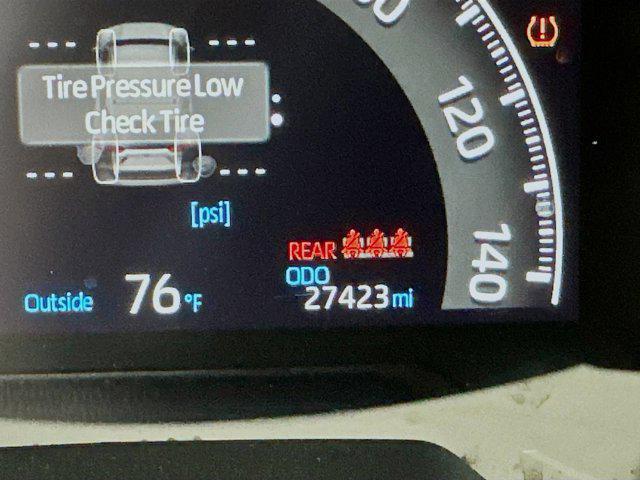 Tire Pressure Low
Check Tire
--- ---
--- ---
[psi]
120
140
REAR
ODO
Outside 76°F
27423 mi